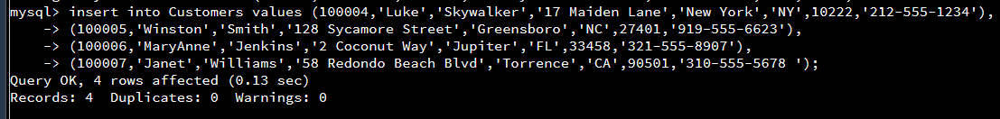 mysql> insert into Customers values (100004,'Luke','Skywalker','17 Maiden Lane','New York','NY',10222,'212-555-1234'),
    -> (100005,'Winston','Smith','128 Sycamore Street','Greensboro','NC',27401,'919-555-6623'),
    -> (100006,'MaryAnne','Jenkins','2 Coconut Way','Jupiter','FL',33458,'321-555-8907'),
    -> (100007,'Janet','Williams','58 Redondo Beach Blvd','Torrence','CA',90501,'310-555-5678 ');
Query OK, 4 rows affected (0.13 sec)
Records: 4  Duplicates: 0  Warnings: 0